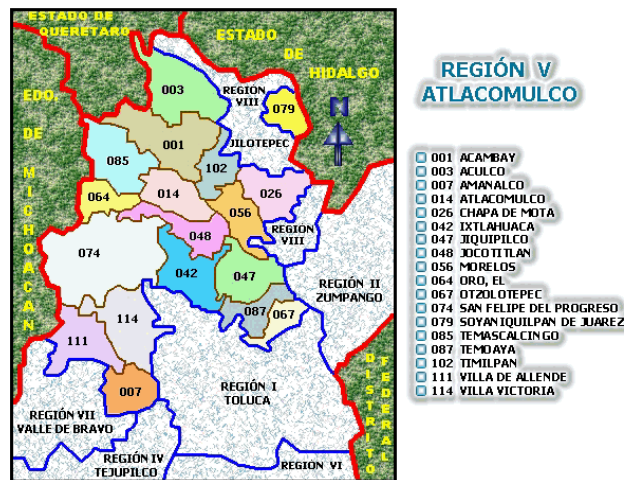 ESTADO DE
QUERETARO
ESTADO
DE
HIDALGO
EDO. DE MICHOACAN
003
REGIÓN
VIII
079
N
JILOTEPEC
001
085
102
064
014
026
056
048
REGIÓN
VIII
074
042
047
REGIÓN II
ZUMPANGO
087
067
114
111
DISTRITO
FEDERAL
007
REGIÓN I
TOLUCA
REGIÓN VII
VALLE DE BRAVO
REGIÓN IV
TEJUPILCO
REGION VI
REGIÓN V
ATLACOMULCO
001 ACAMBAY
003 ACULCO
007 AMANALCO
014 ATLACOMULCO
026 CHAPA DE MOTA
042 IXTLAHUACA
047 JIQUIPILCO
048 JOCOTITLAN
056 MORELOS
064 ORO, EL
067 OTZOLOTEPEC
074 SAN FELIPE DEL PROGRESO
079 SOYANIQUILPAN DE JUAREZ
085 TEMASCALCINGO
087 TEMOAYA
102 TIMILPAN
111 VILLA DE ALLENDE
114 VILLA VICTORIA